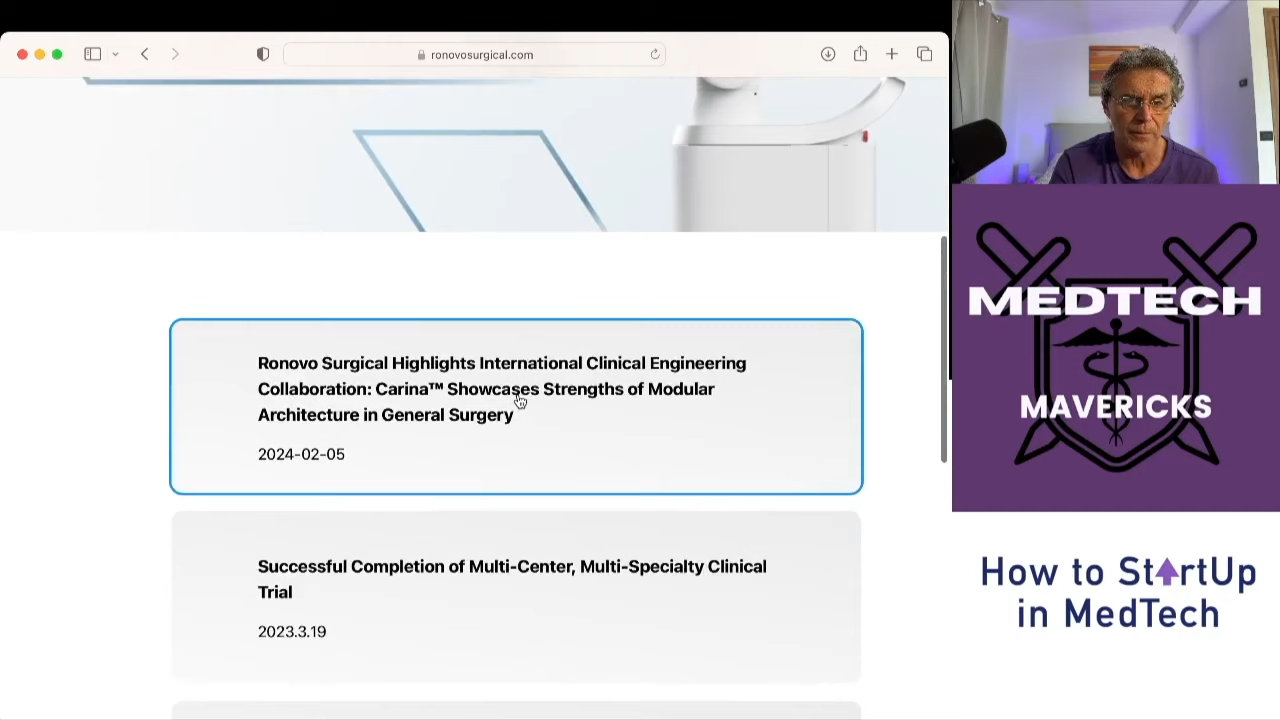 ronovosurgical.com
Ronovo Surgical Highlights International Clinical Engineering
Collaboration: Carina™ Showcases Strengths of Modular
Architecture in General Surgery
2024-02-05
Successful Completion of Multi-Center, Multi-Specialty Clinical
Trial
2023.3.19
MEDTECH
MAVERICKS
How to StartUp
in MedTech